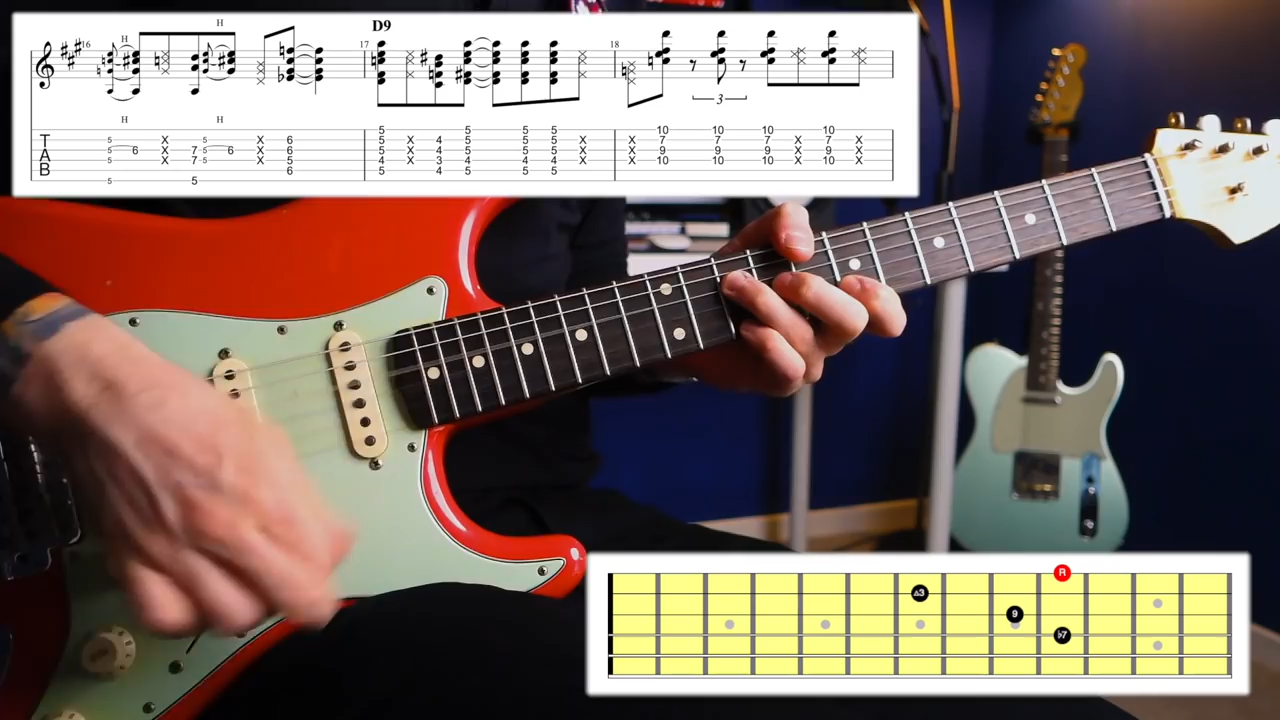 H H
D9
16 17 18
3
H H
5 5 5 5 5 5 10 10 10 10
5 X 5 X 6 5 X 4 5 5 5 X X 7 7 7 X 7 X
T 5 6 X 7 5 6 X 6 5 X 4 5 5 5 X X 9 9 9 X 9 X
A 5 X 7 5 X 5 4 X 3 4 4 4 X X 10 10 10 X 10 X
B 6 5 4 5 5 5
5 5
R
△3
9
♭7